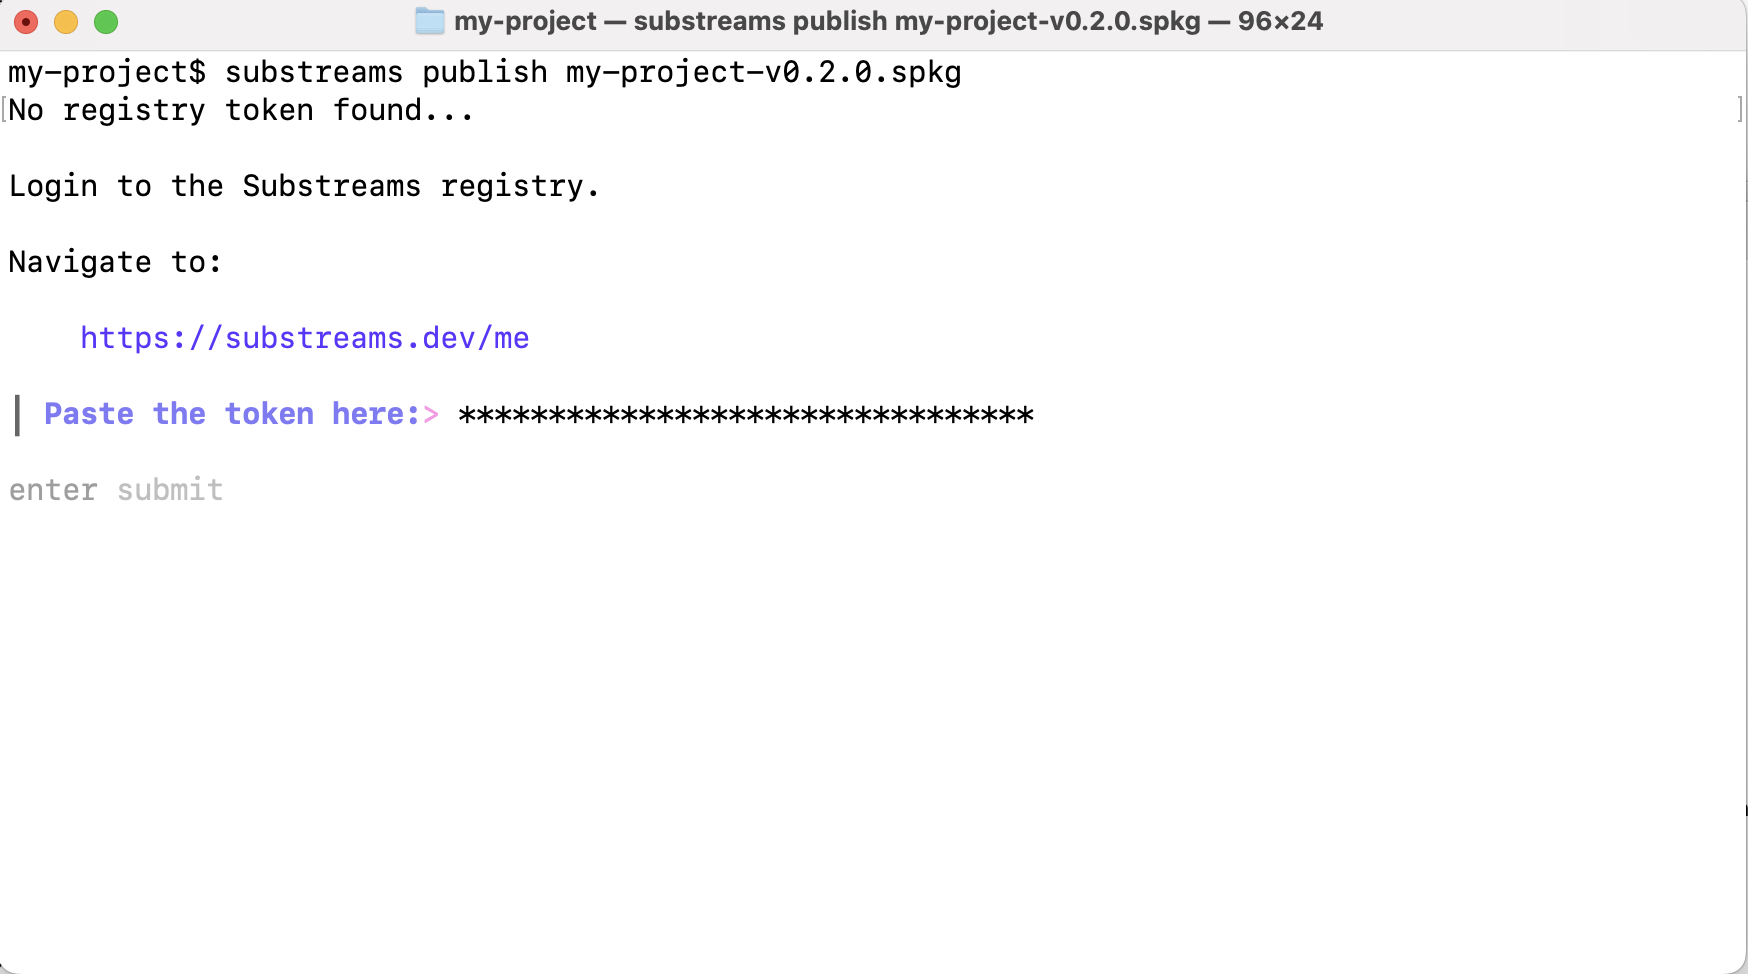 my-project — substreams publish my-project-v0.2.0.spkg — 96×24
my-project$ substreams publish my-project-v0.2.0.spkg
[No registry token found... ]
Login to the Substreams registry.
Navigate to:
https://substreams.dev/me
| Paste the token here:> ********************************
enter submit